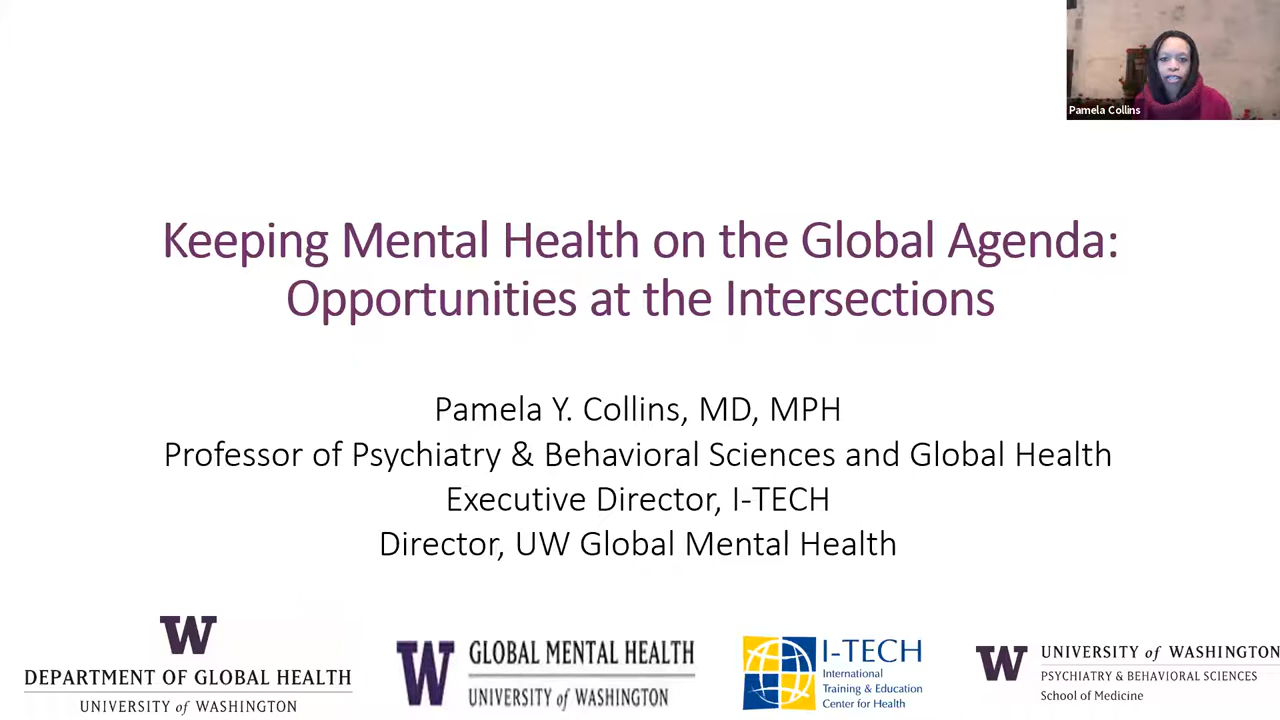 Pamela Collins
Keeping Mental Health on the Global Agenda:
Opportunities at the Intersections
Pamela Y. Collins, MD, MPH
Professor of Psychiatry & Behavioral Sciences and Global Health
Executive Director, I-TECH
Director, UW Global Mental Health
W
DEPARTMENT OF GLOBAL HEALTH
UNIVERSITY of WASHINGTON
W
GLOBAL MENTAL HEALTH
UNIVERSITY of WASHINGTON
I-TECH
International
Training & Education
Center for Health
W
UNIVERSITY of WASHINGTON
PSYCHIATRY & BEHAVIORAL SCIENCES
School of Medicine